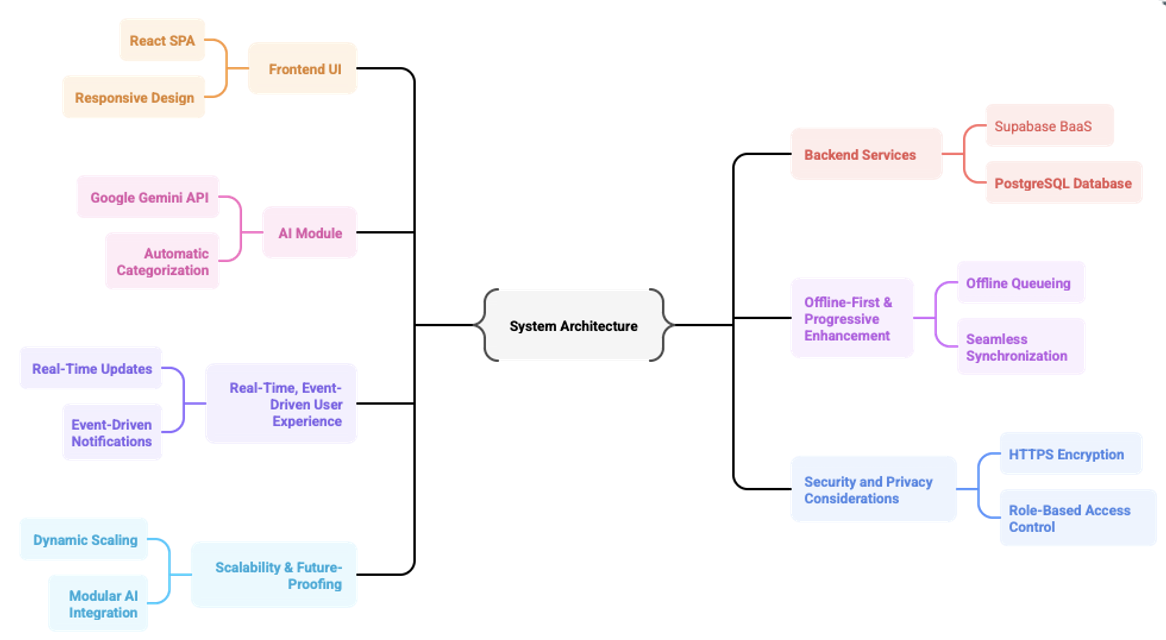 React SPA
Responsive Design
Frontend UI
Google Gemini API
Automatic
Categorization
AI Module
Real-Time Updates
Event-Driven
Notifications
Real-Time, Event-
Driven User
Experience
Dynamic Scaling
Modular AI
Integration
Scalability & Future-
Proofing
System Architecture
Backend Services
Supabase BaaS
PostgreSQL Database
Offline-First &
Progressive
Enhancement
Offline Queueing
Seamless
Synchronization
Security and Privacy
Considerations
HTTPS Encryption
Role-Based Access
Control